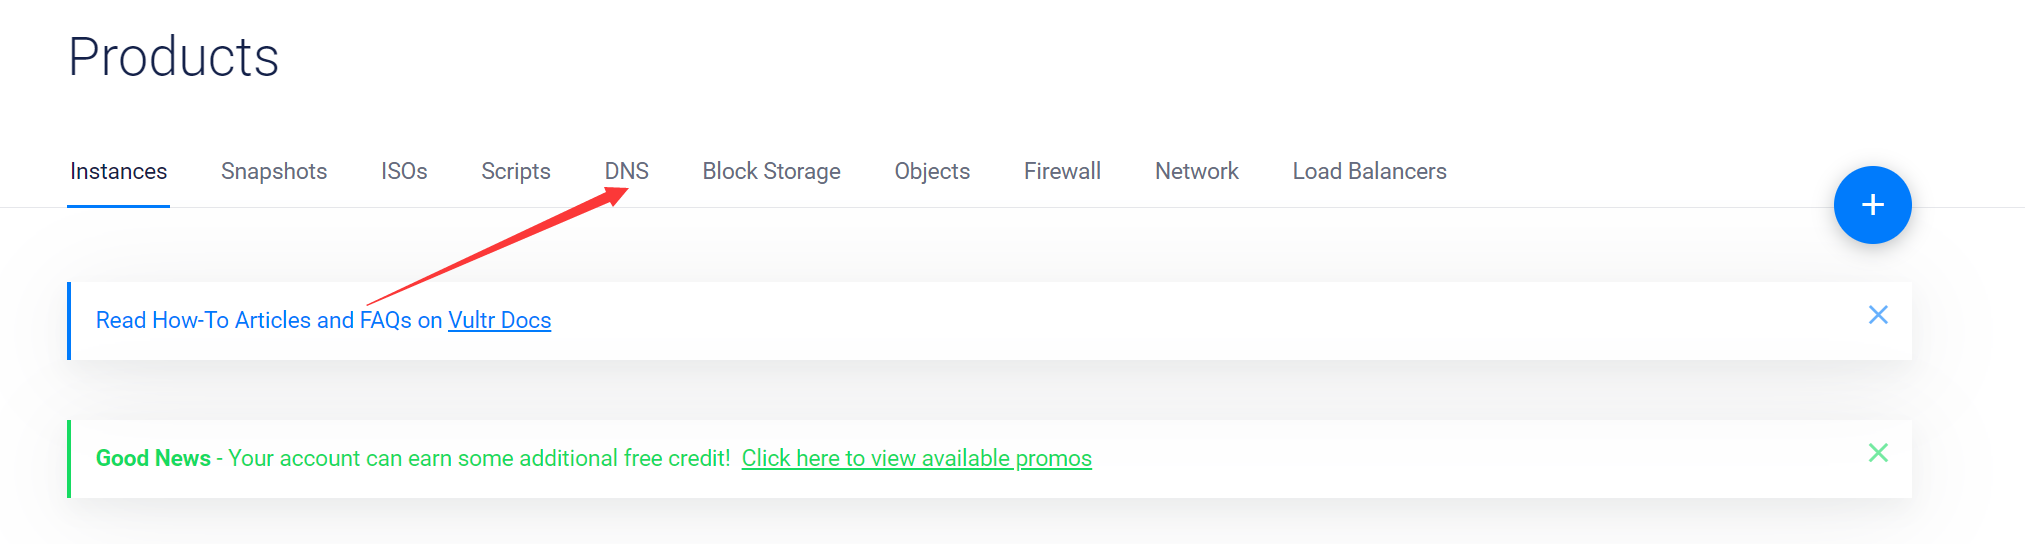 Products
Instances Snapshots ISOs Scripts DNS Block Storage Objects Firewall Network Load Balancers
Read How-To Articles and FAQs on Vultr Docs
Good News - Your account can earn some additional free credit! Click here to view available promos